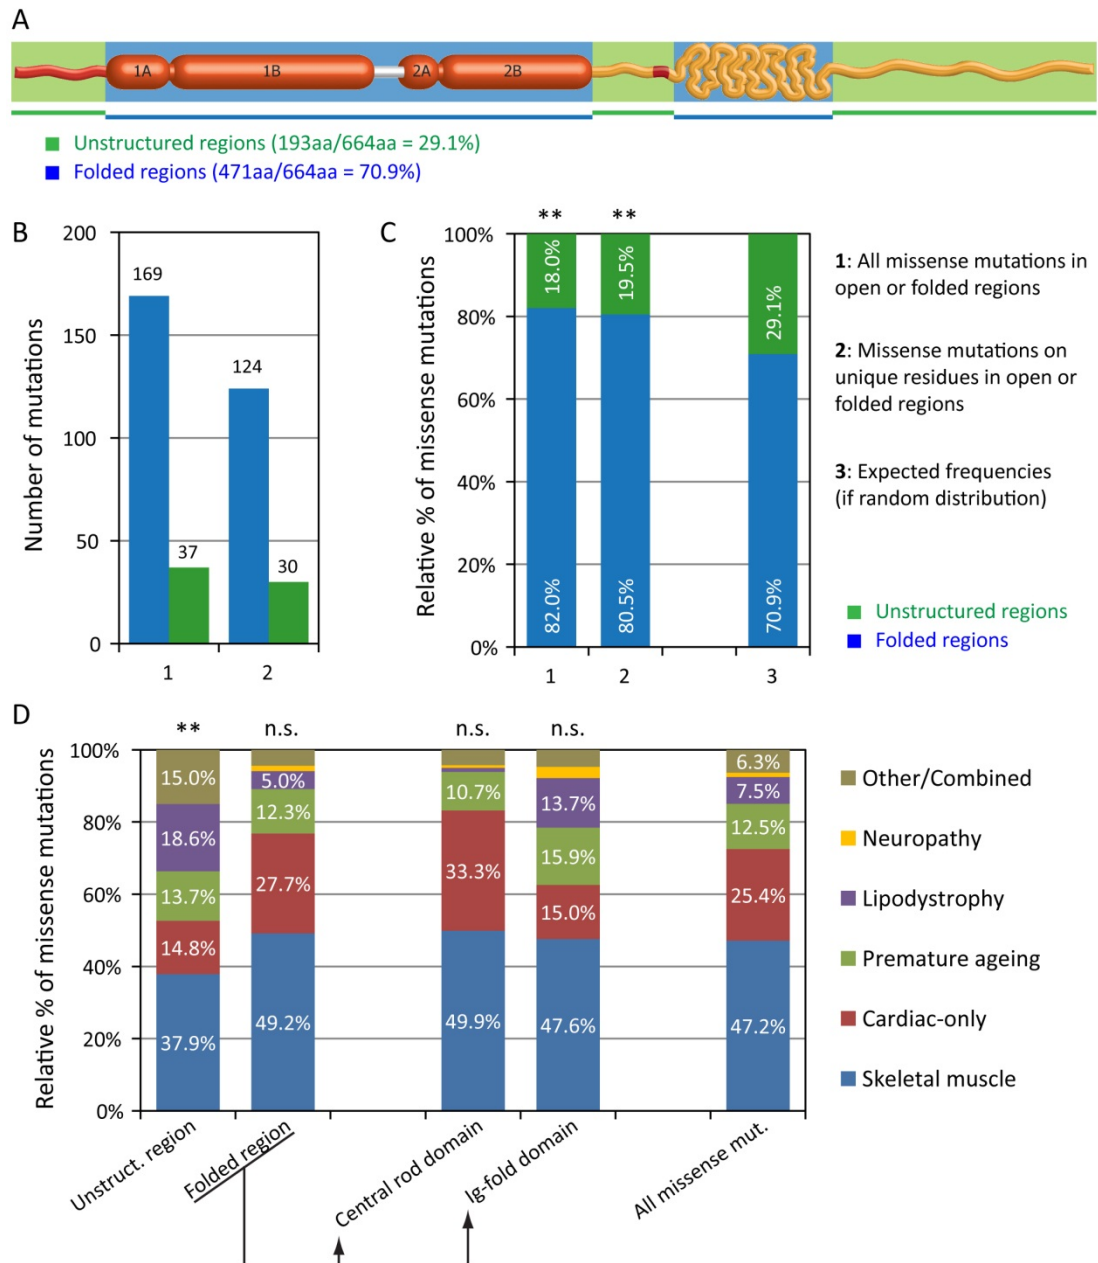 A
1A
1B
2A
2B
Unstructured regions (193aa/664aa = 29.1%)
Folded regions (471aa/664aa = 70.9%)
B
Number of mutations
200
150
100
50
0
169
37
124
30
1
2
C
Relative % of missense mutations
100%
80%
60%
40%
20%
0%
**
**
18.0%
19.5%
29.1%
82.0%
80.5%
70.9%
1
2
3
1: All missense mutations in
open or folded regions
2: Missense mutations on
unique residues in open or
folded regions
3: Expected frequencies
(if random distribution)
Unstructured regions
Folded regions
D
Relative % of missense mutations
100%
80%
60%
40%
20%
0%
**
n.s.
n.s.
n.s.
15.0%
18.6%
13.7%
14.8%
37.9%
5.0%
12.3%
27.7%
49.2%
10.7%
33.3%
49.9%
13.7%
15.9%
15.0%
47.6%
6.3%
7.5%
12.5%
25.4%
47.2%
Unstruct. region
Folded region
Central rod domain
Ig-fold domain
All missense mut.
Other/Combined
Neuropathy
Lipodystrophy
Premature ageing
Cardiac-only
Skeletal muscle